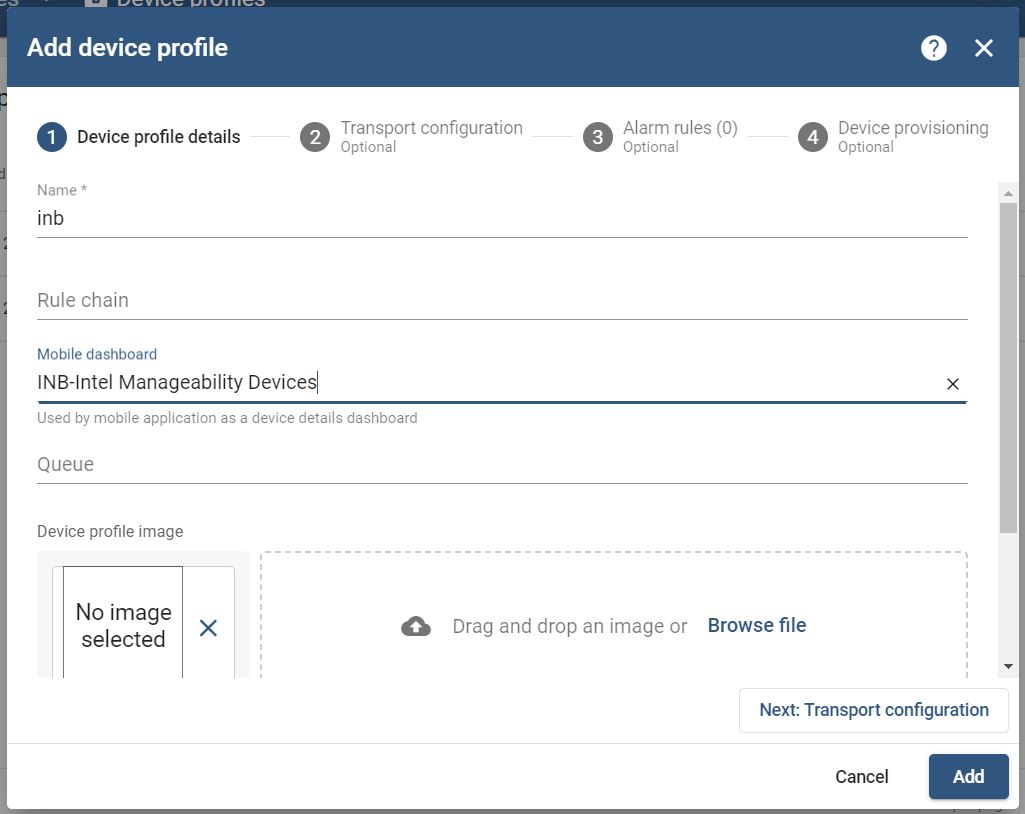 Device profiles
Add device profile
?
1 Device profile details
2 Transport configuration
Optional
3 Alarm rules (0)
Optional
4 Device provisioning
Optional
Name *
inb
Rule chain
Mobile dashboard
INB-Intel Manageability Devices
Used by mobile application as a device details dashboard
Queue
Device profile image
No image
selected
Drag and drop an image or Browse file
Next: Transport configuration
Cancel
Add